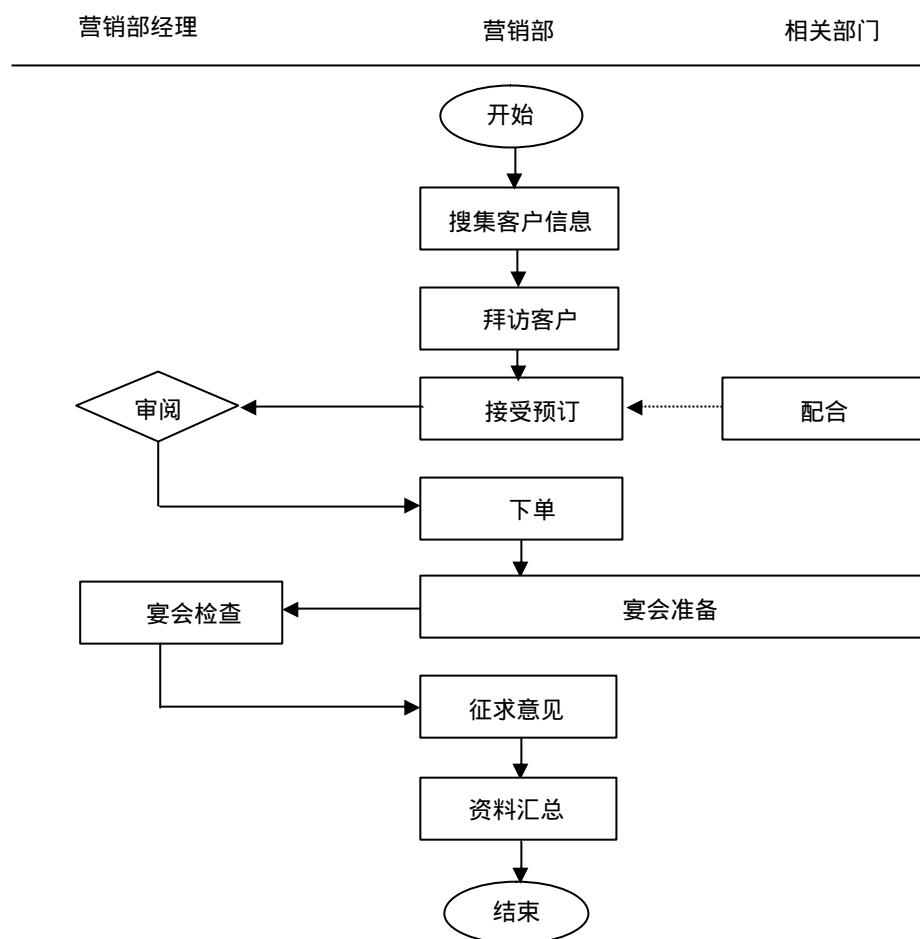 营销部经理 营销部 相关部门
开始
搜集客户信息
拜访客户
审阅 接受预订 配合
下单
宴会检查 宴会准备
征求意见
资料汇总
结束